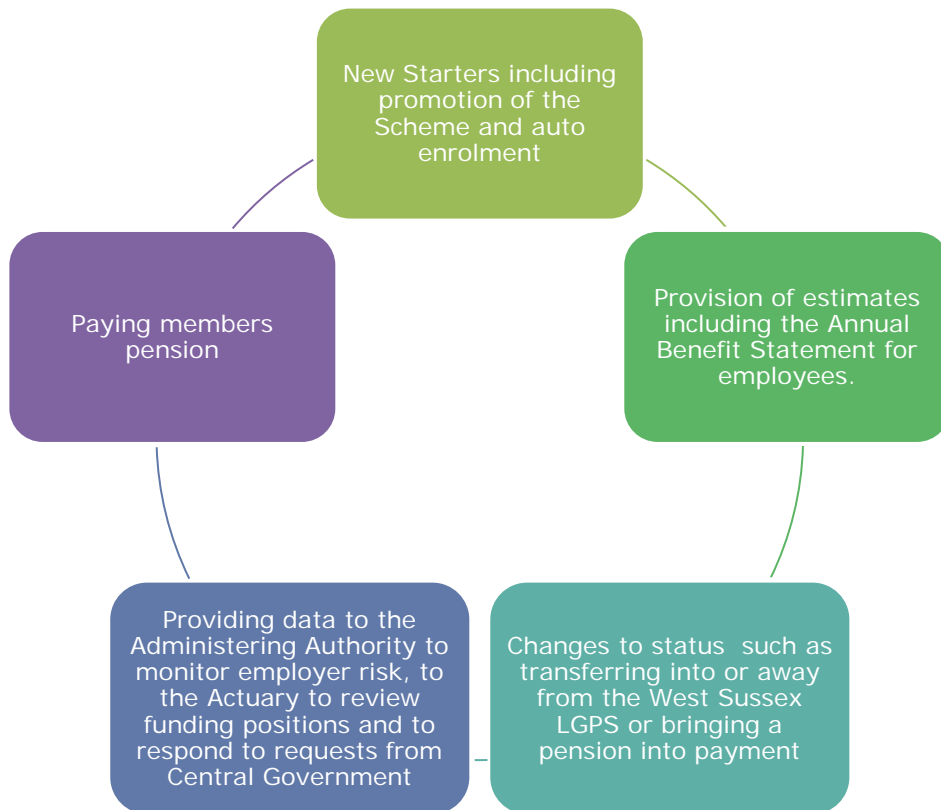 New Starters including
promotion of the
Scheme and auto
enrolment
Provision of estimates
including the Annual
Benefit Statement for
employees.
Changes to status such as
transferring into or away
from the West Sussex
LGPS or bringing a
pension into payment
Providing data to the
Administering Authority to
monitor employer risk, to
the Actuary to review
funding positions and to
respond to requests from
Central Government
Paying members
pension